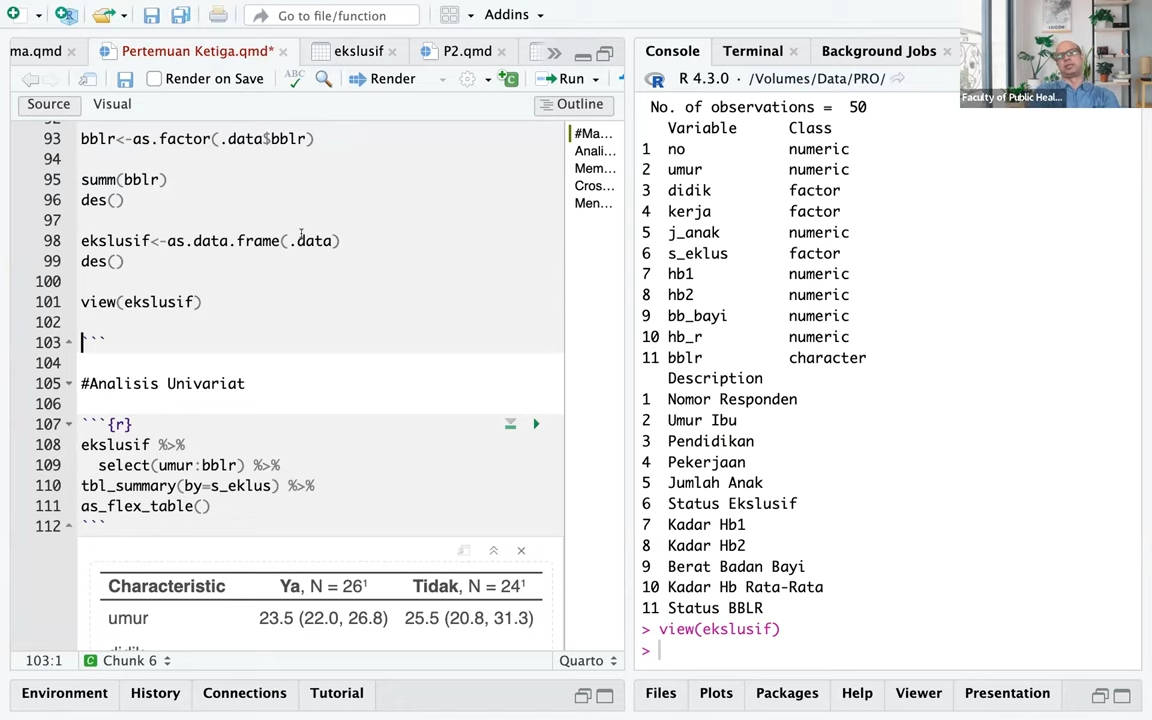 Go to file/function
Addins
ma.qmd
Pertemuan Ketiga.qmd*
ekslusif
P2.qmd
Render on Save
ABC
Render
Run
Source
Visual
Outline
93 bblr<-as.factor(.data$bblr)
94
95 summ(bblr)
96 des()
97
98 ekslusif<-as.data.frame(.data)
99 des()
100
101 view(ekslusif)
102
103 ```
104
105 #Analisis Univariat
106
107 ```{r}
108 ekslusif %>%
109 select(umur:bblr) %>%
110 tbl_summary(by=s_eklus) %>%
111 as_flex_table()
112 ```
#Ma...
Anali...
Mem...
Cros...
Men...
Characteristic Ya, N = 26¹ Tidak, N = 24¹
umur 23.5 (22.0, 26.8) 25.5 (20.8, 31.3)
103:1 Chunk 6 Quarto
Environment History Connections Tutorial
Console Terminal Background Jobs
R 4.3.0 · /Volumes/Data/PRO/
No. of observations = 50
Variable Class
1 no numeric
2 umur numeric
3 didik factor
4 kerja factor
5 j_anak numeric
6 s_eklus factor
7 hb1 numeric
8 hb2 numeric
9 bb_bayi numeric
10 hb_r numeric
11 bblr character
Description
1 Nomor Responden
2 Umur Ibu
3 Pendidikan
4 Pekerjaan
5 Jumlah Anak
6 Status Ekslusif
7 Kadar Hb1
8 Kadar Hb2
9 Berat Badan Bayi
10 Kadar Hb Rata-Rata
11 Status BBLR
> view(ekslusif)
>
Files Plots Packages Help Viewer Presentation
Faculty of Public Heal...